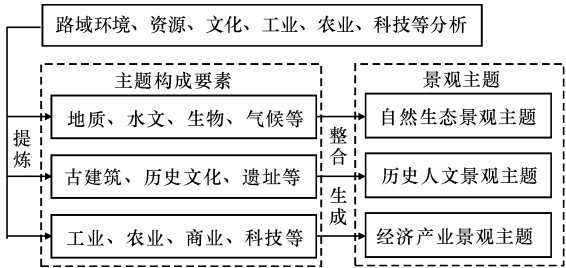 路域环境、资源、文化、工业、农业、科技等分析
主题构成要素
景观主题
提炼
地质、水文、生物、气候等
整合
自然生态景观主题
古建筑、历史文化、遗址等
历史人文景观主题
生成
工业、农业、商业、科技等
经济产业景观主题